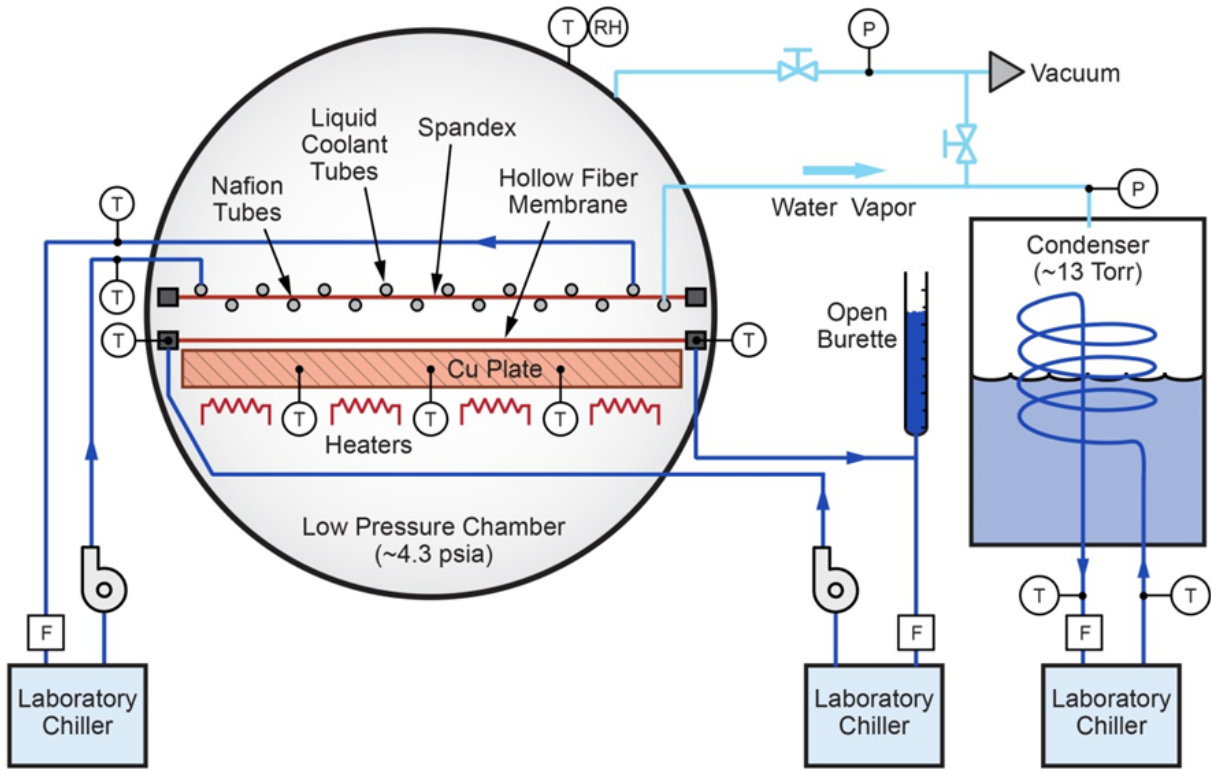 T RH
P
Vacuum
Liquid
Coolant
Tubes
Spandex
Nafion
Tubes
Hollow Fiber
Membrane
T
Water Vapor
P
T
Condenser
(~13 Torr)
Open
Burette
T
T
Cu Plate
T
T
T
Heaters
Low Pressure Chamber
(~4.3 psia)
T
T
F
F
F
Laboratory
Chiller
Laboratory
Chiller
Laboratory
Chiller